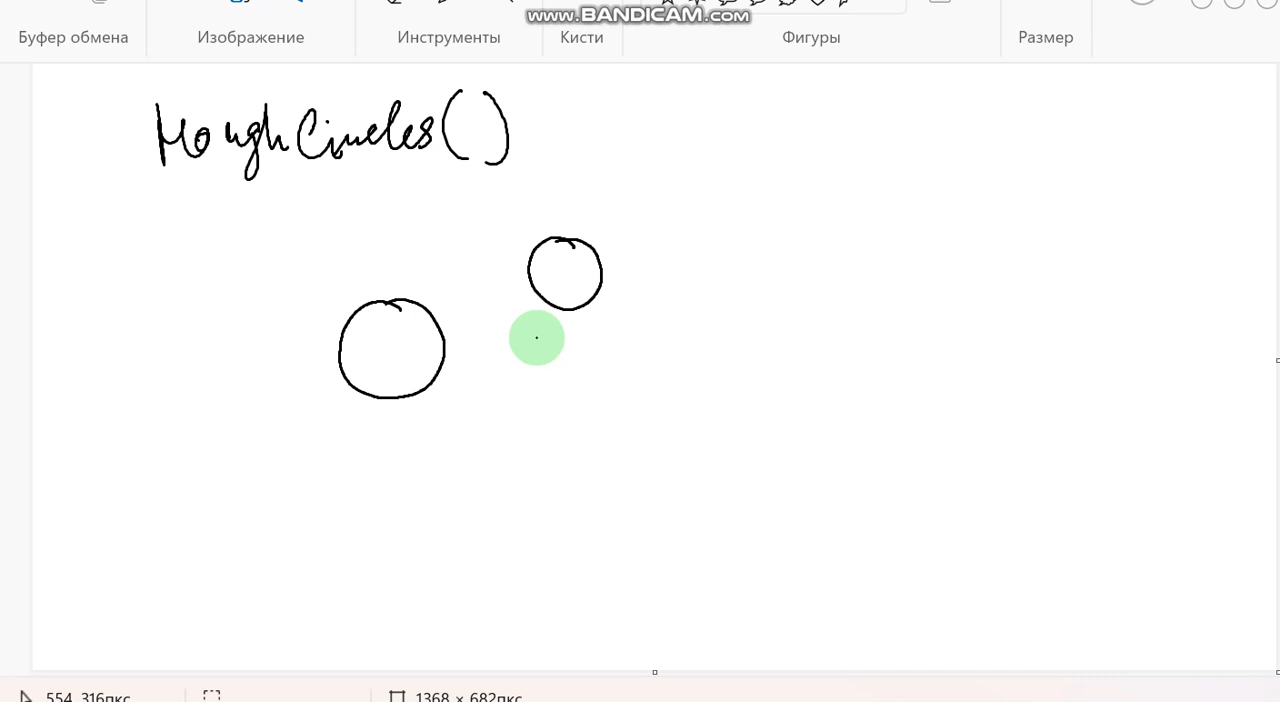 www.BANDICAM.com
Буфер обмена
Изображение
Инструменты
Кисти
Фигуры
Размер
HoughCircles()
554, 316пкс
1368 × 682пкс